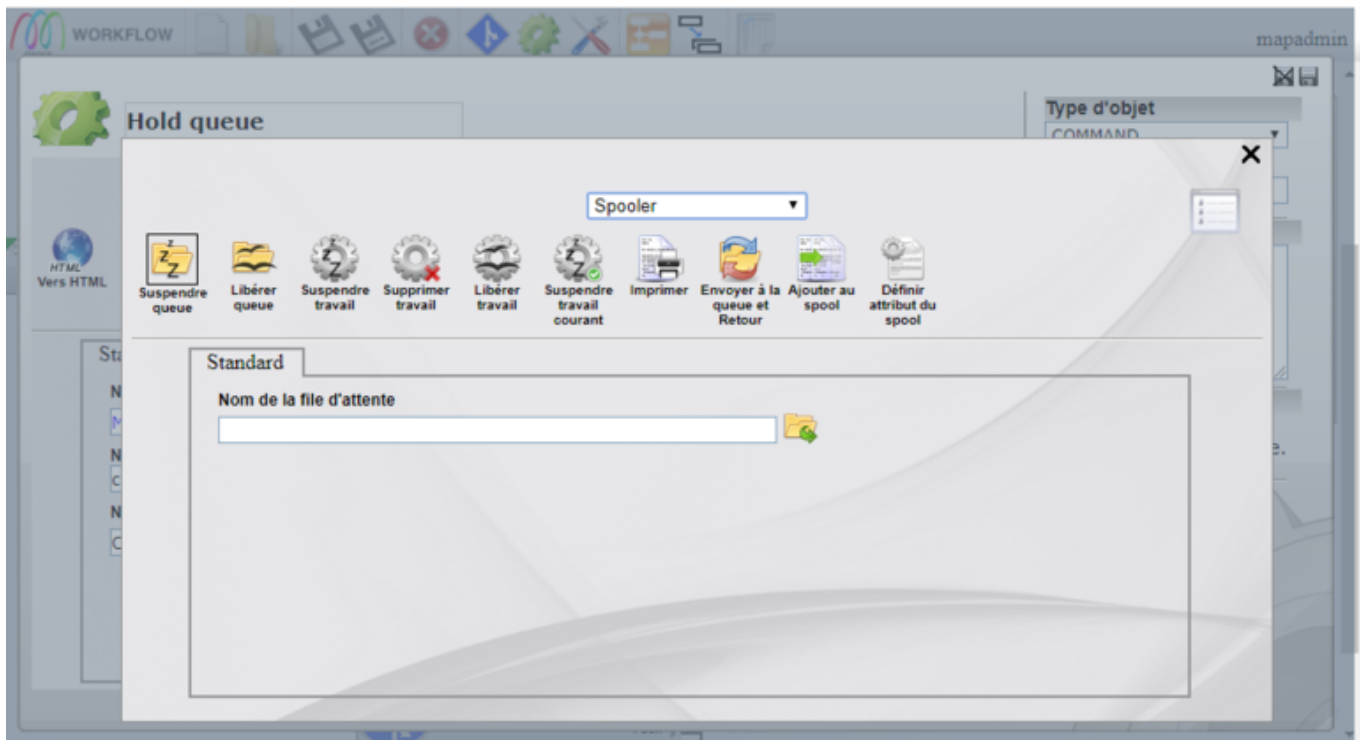 WORKFLOW
mapadmin
Hold queue
Type d'objet
COMMAND
Spooler
HTML
Vers HTML
Suspendre
queue
Libérer
queue
Suspendre
travail
Supprimer
travail
Libérer
travail
Suspendre
travail
courant
Imprimer
Envoyer à la
queue et
Retour
Ajouter au
spool
Définir
attribut du
spool
Standard
Nom de la file d'attente